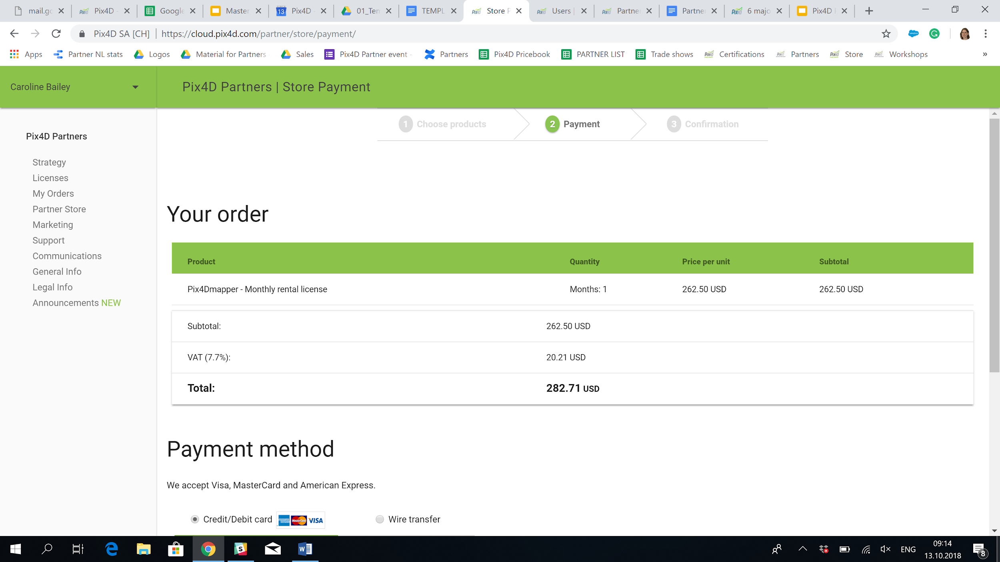 mail.gc
Pix4D -
Google
Master
13
Pix4D -
01_Tem
TEMPL
Store P
Users |
Partner
Partner
6 majo
Pix4D
Pix4D SA [CH]
https://cloud.pix4d.com/partner/store/payment/
Apps
Partner NL stats
Logos
Material for Partners
Sales
Pix4D Partner event -
Partners
Pix4D Pricebook
PARTNER LIST
Trade shows
Certifications
Partners
Store
Workshops
»
Caroline Bailey
Pix4D Partners | Store Payment
1 Choose products
2 Payment
3 Confirmation
Pix4D Partners
Strategy
Licenses
My Orders
Partner Store
Marketing
Support
Communications
General Info
Legal Info
Announcements NEW
Your order
Product Quantity Price per unit Subtotal
Pix4Dmapper - Monthly rental license Months: 1 262.50 USD 262.50 USD
Subtotal: 262.50 USD
VAT (7.7%): 20.21 USD
Total: 282.71 USD
Payment method
We accept Visa, MasterCard and American Express.
Credit/Debit card
MasterCard
VISA
Wire transfer
ENG
09:14
13.10.2018
8